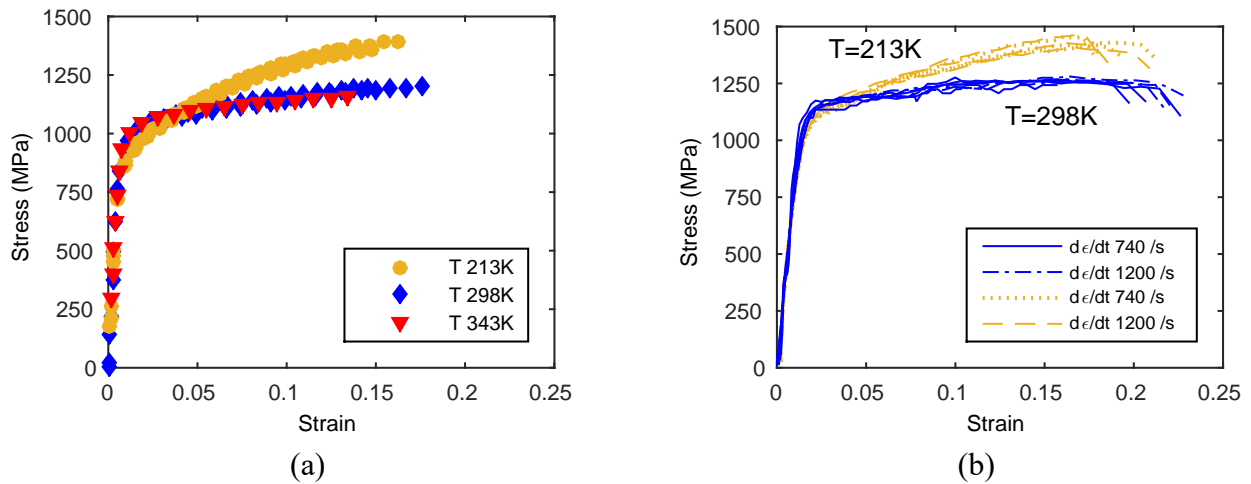 1500
1250
1000
750
500
250
0
Stress (MPa)
0 0.05 0.1 0.15 0.2 0.25
Strain
T 213K
T 298K
T 343K
(a)
1500
1250
1000
750
500
250
0
Stress (MPa)
0.05 0.1 0.15 0.2 0.25
Strain
T=213K
T=298K
dϵ/dt 740 /s
dϵ/dt 1200 /s
dϵ/dt 740 /s
dϵ/dt 1200 /s
(b)